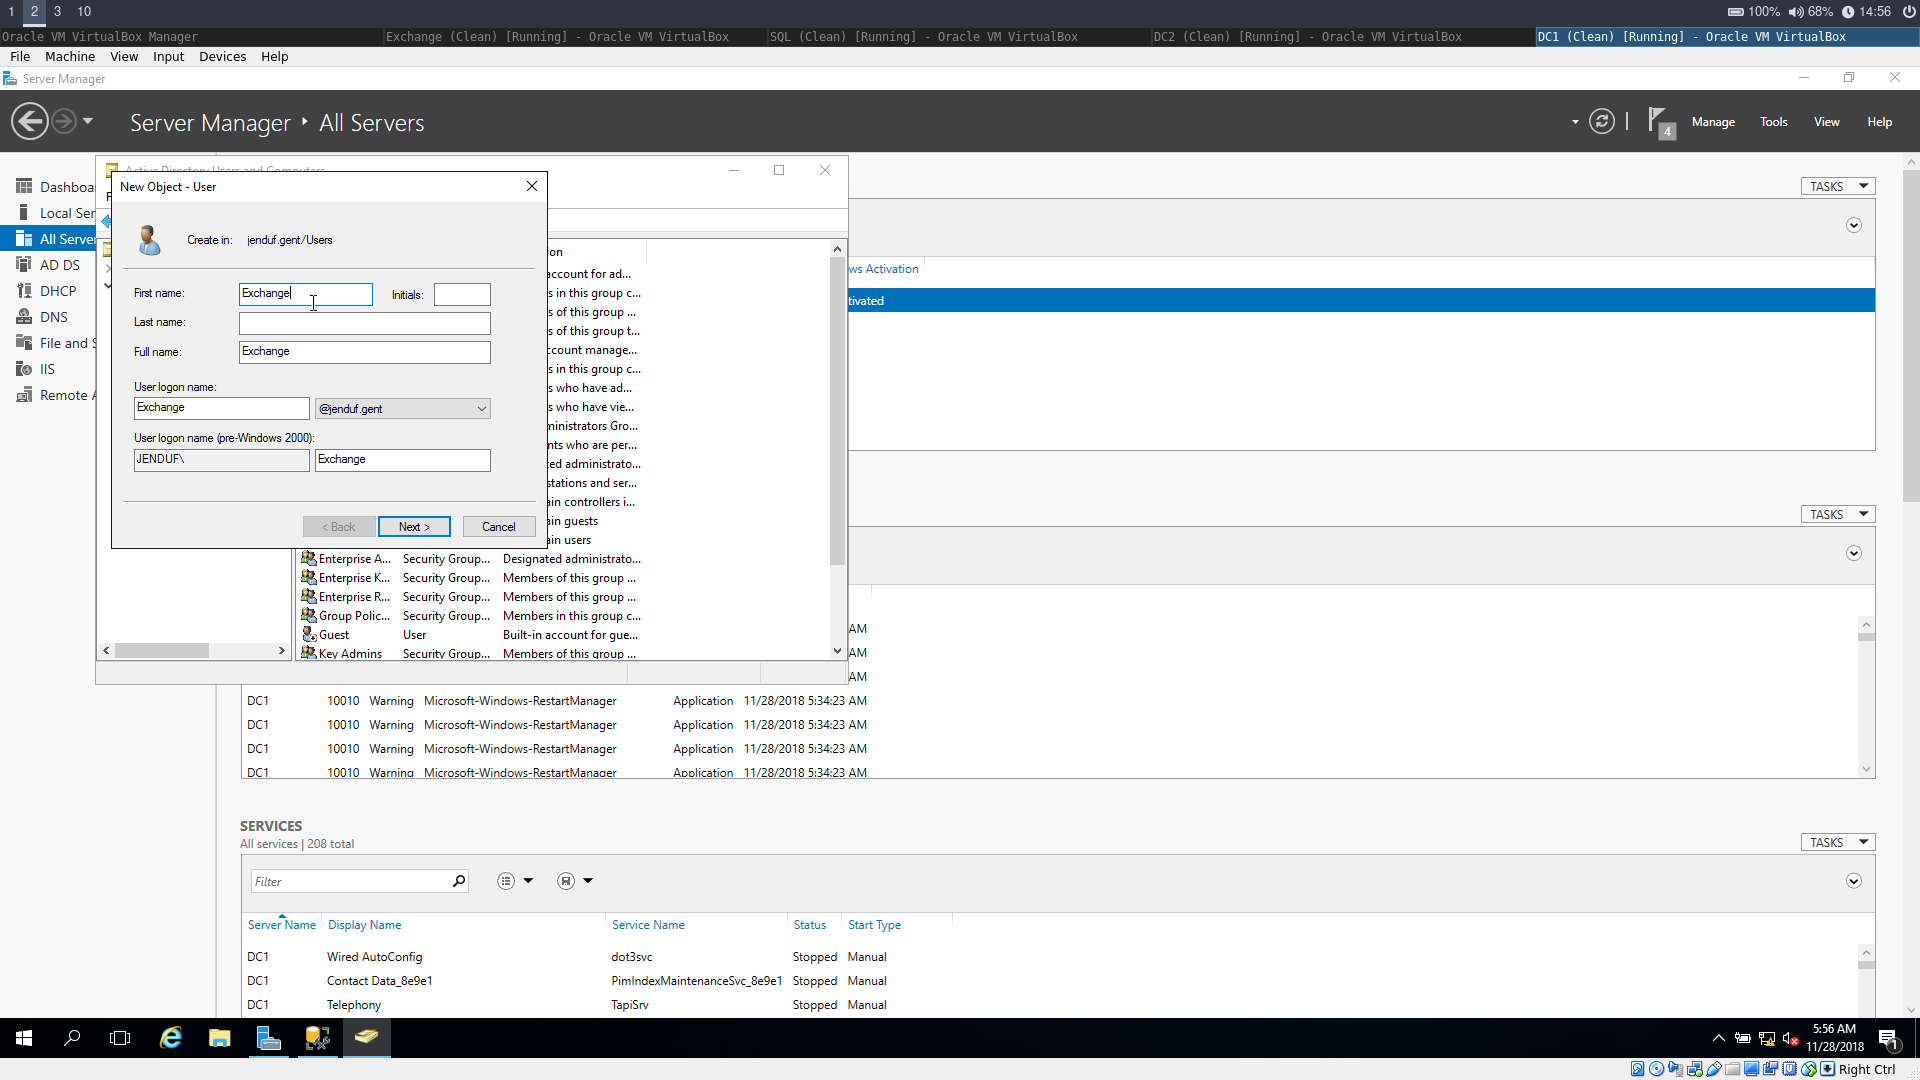 1 2 3 10
100% 68% 14:56
Oracle VM VirtualBox Manager
Exchange (Clean) [Running] - Oracle VM VirtualBox
SQL (Clean) [Running] - Oracle VM VirtualBox
DC2 (Clean) [Running] - Oracle VM VirtualBox
DC1 (Clean) [Running] - Oracle VM VirtualBox
File Machine View Input Devices Help
Server Manager
Server Manager ‣ All Servers
4 Manage Tools View Help
Dashboa
Local Ser
All Serve
AD DS
DHCP
DNS
File and S
IIS
Remote A
Active Directory Users and Computers
New Object - User
Create in: jenduf.gent/Users
First name: Exchange Initials:
Last name:
Full name: Exchange
User logon name:
Exchange @jenduf.gent
User logon name (pre-Windows 2000):
JENDUF\ Exchange
< Back Next > Cancel
on
account for ad...
s in this group c...
s of this group ...
s of this group t...
ccount manage...
s in this group c...
s who have ad...
s who have vie...
ministrators Gro...
nts who are per...
ed administrato...
stations and ser...
ain controllers i...
ain guests
ain users
Enterprise A... Security Group... Designated administrato...
Enterprise K... Security Group... Members of this group ...
Enterprise R... Security Group... Members of this group ...
Group Polic... Security Group... Members in this group c...
Guest User Built-in account for gue...
Key Admins Security Group... Members of this group ...
TASKS
ws Activation
tivated
TASKS
AM
AM
AM
DC1 10010 Warning Microsoft-Windows-RestartManager Application 11/28/2018 5:34:23 AM
DC1 10010 Warning Microsoft-Windows-RestartManager Application 11/28/2018 5:34:23 AM
DC1 10010 Warning Microsoft-Windows-RestartManager Application 11/28/2018 5:34:23 AM
DC1 10010 Warning Microsoft-Windows-RestartManager Application 11/28/2018 5:34:23 AM
SERVICES
All services | 208 total
TASKS
Filter
Server Name Display Name Service Name Status Start Type
DC1 Wired AutoConfig dot3svc Stopped Manual
DC1 Contact Data_8e9e1 PimIndexMaintenanceSvc_8e9e1 Stopped Manual
DC1 Telephony TapiSrv Stopped Manual
5:56 AM
11/28/2018
1
Right Ctrl